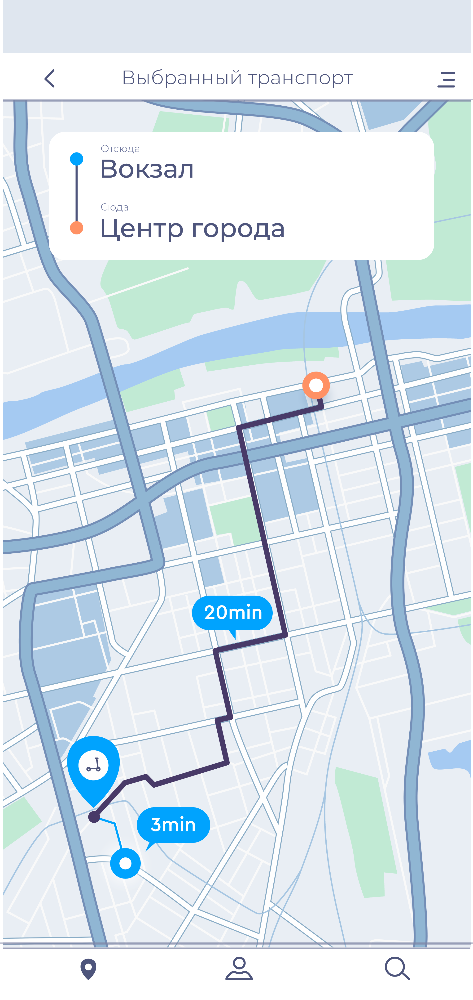 Выбранный транспорт
Отсюда
Вокзал
Сюда
Центр города
20min
3min